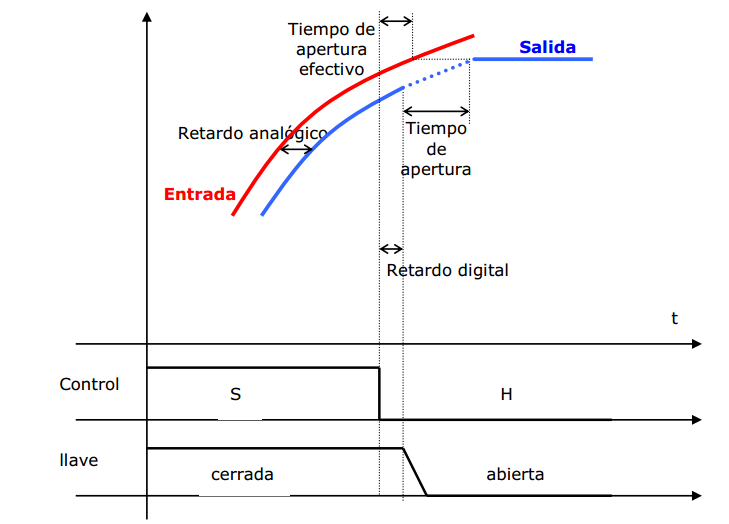 Tiempo de
apertura
efectivo
Salida
Retardo analógico
Tiempo
de
apertura
Entrada
Retardo digital
t
Control
S
H
llave
cerrada
abierta